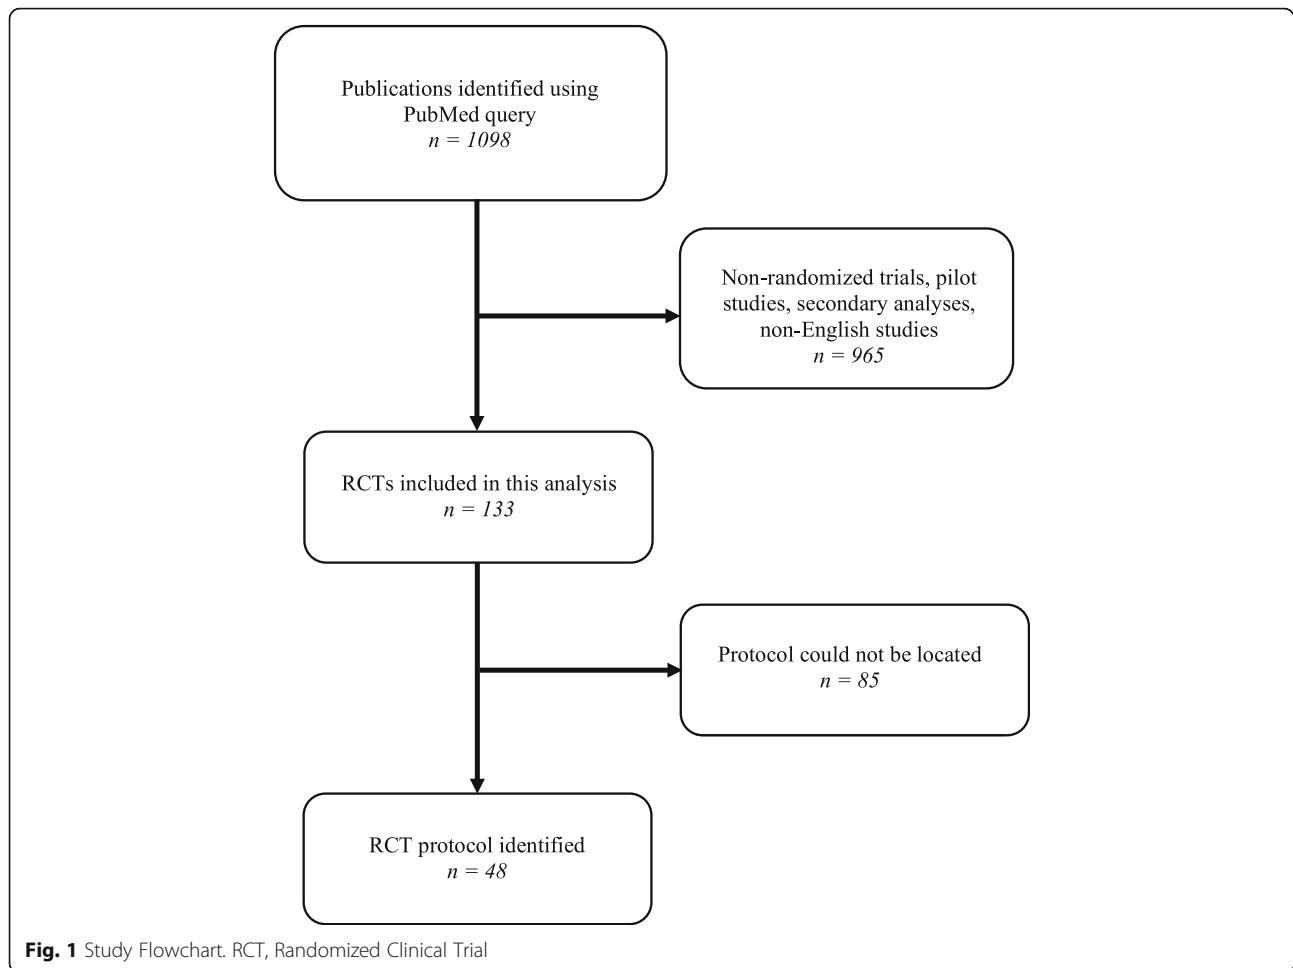 Publications identified using
PubMed query
n = 1098
Non-randomized trials, pilot
studies, secondary analyses,
non-English studies
n = 965
RCTs included in this analysis
n = 133
Protocol could not be located
n = 85
RCT protocol identified
n = 48
Fig. 1 Study Flowchart. RCT, Randomized Clinical Trial